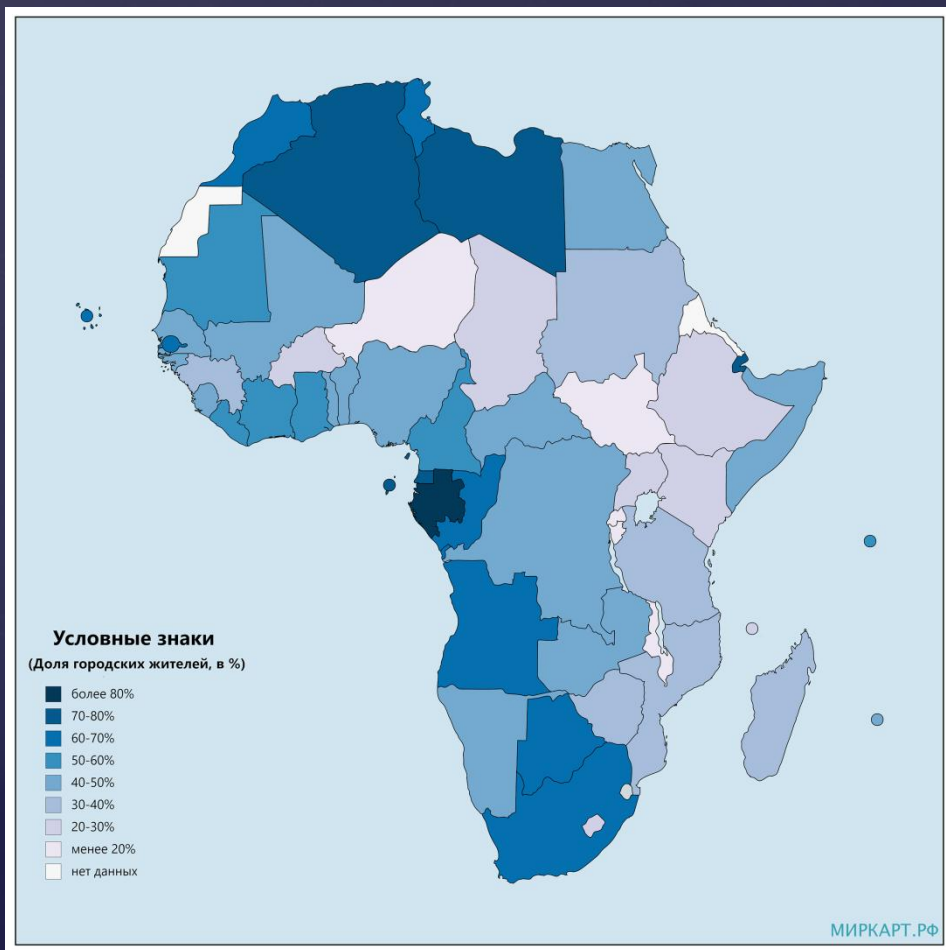 Условные знаки
(Доля городских жителей, в %)
более 80%
70-80%
60-70%
50-60%
40-50%
30-40%
20-30%
менее 20%
нет данных
МИРКАРТ.РФ